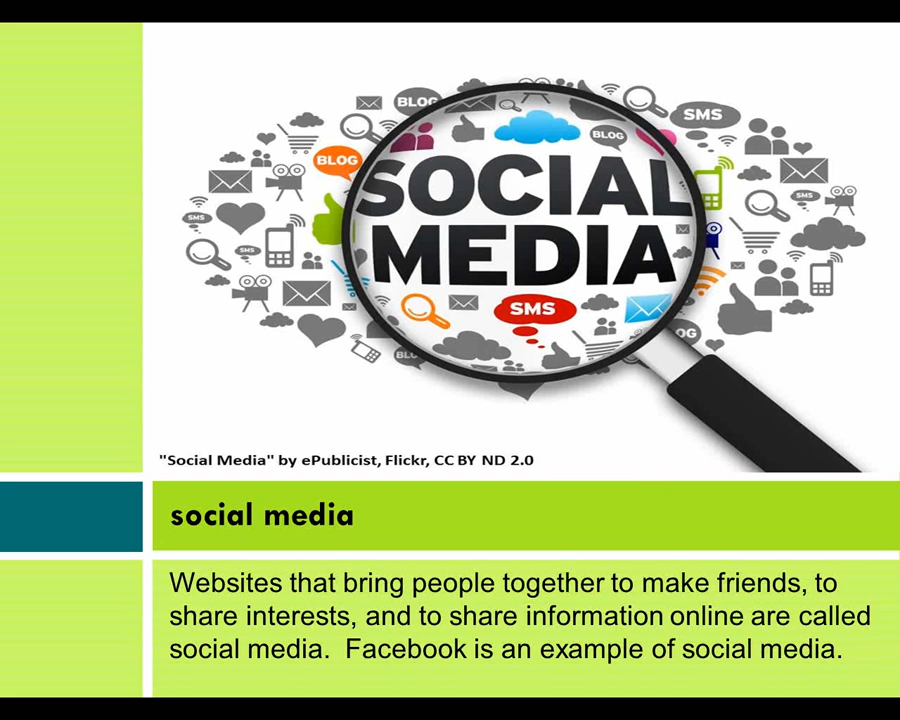 BLOG
SMS
BLOG
BLOG
SOCIAL
MEDIA
SMS
SMS
SMS
SMS
"Social Media" by ePublicist, Flickr, CC BY ND 2.0
social media
Websites that bring people together to make friends, to
share interests, and to share information online are called
social media.  Facebook is an example of social media.